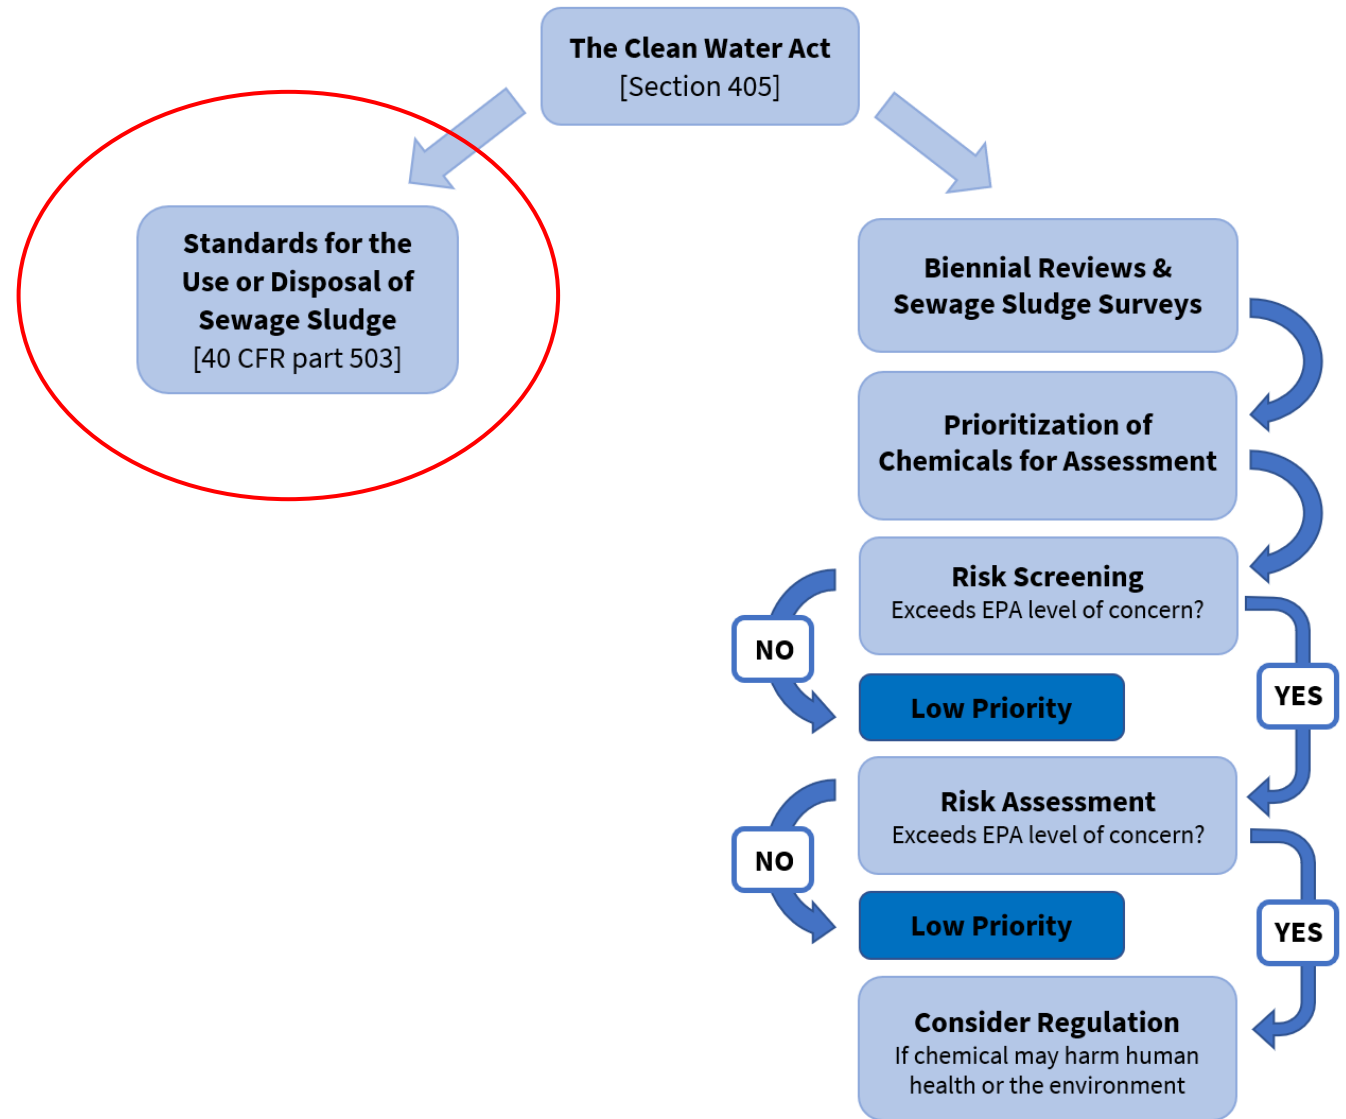 The Clean Water Act
[Section 405]
Standards for the
Use or Disposal of
Sewage Sludge
[40 CFR part 503]
Biennial Reviews &
Sewage Sludge Surveys
Prioritization of
Chemicals for Assessment
Risk Screening
Exceeds EPA level of concern?
NO
YES
Low Priority
Risk Assessment
Exceeds EPA level of concern?
NO
YES
Low Priority
Consider Regulation
If chemical may harm human
health or the environment